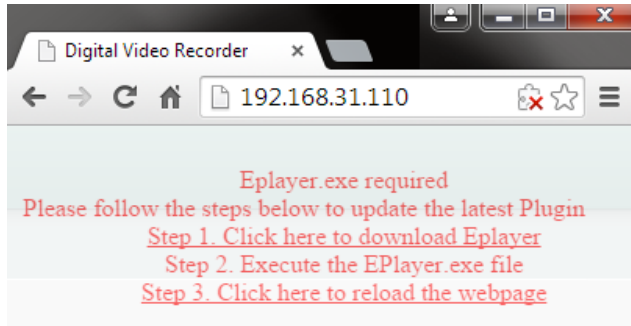 Digital Video Recorder
192.168.31.110
Eplayer.exe required
Please follow the steps below to update the latest Plugin
Step 1. Click here to download Eplayer
Step 2. Execute the EPlayer.exe file
Step 3. Click here to reload the webpage